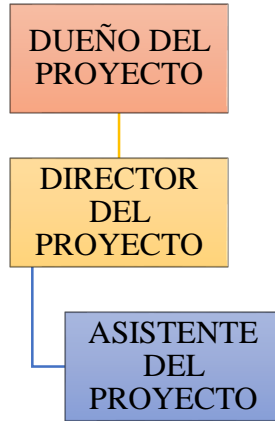 DUEÑO DEL
PROYECTO
DIRECTOR
DEL
PROYECTO
ASISTENTE
DEL
PROYECTO